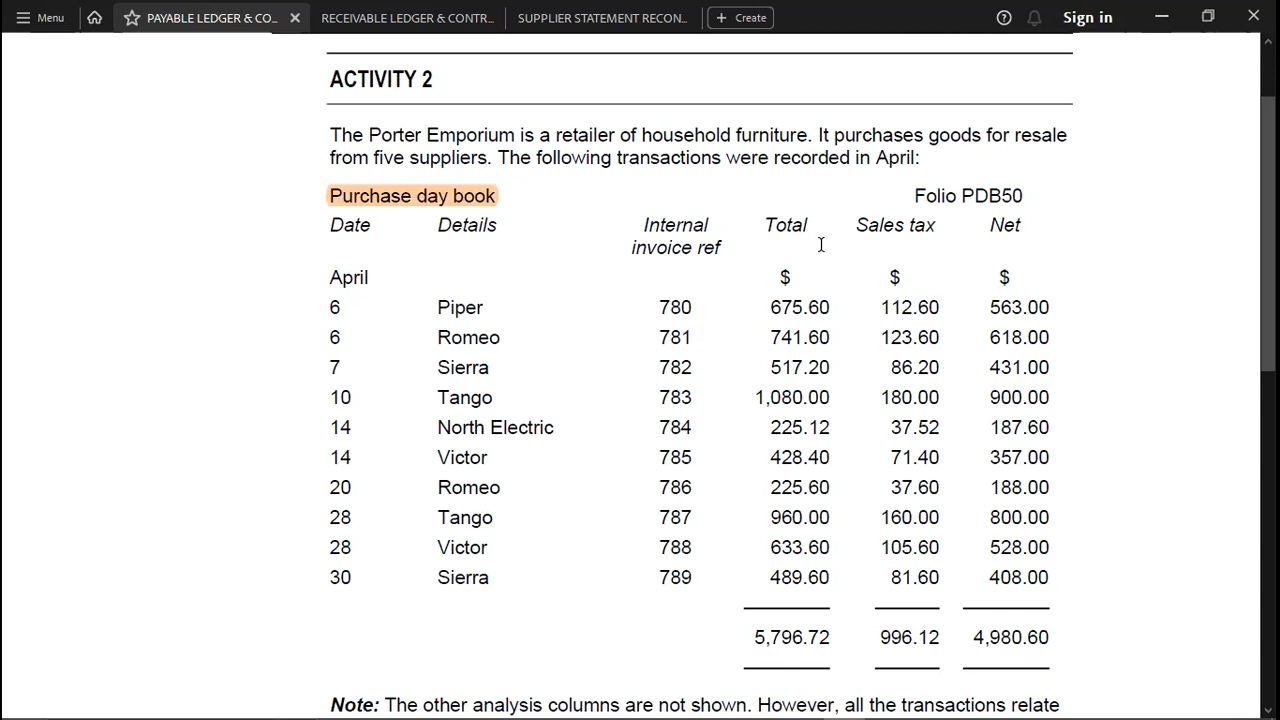 Menu PAYABLE LEDGER & CO... RECEIVABLE LEDGER & CONTR... SUPPLIER STATEMENT RECON... + Create Sign in
ACTIVITY 2
The Porter Emporium is a retailer of household furniture. It purchases goods for resale
from five suppliers. The following transactions were recorded in April:
Purchase day book Folio PDB50
Date Details Internal Total Sales tax Net
invoice ref
April $ $ $
6 Piper 780 675.60 112.60 563.00
6 Romeo 781 741.60 123.60 618.00
7 Sierra 782 517.20 86.20 431.00
10 Tango 783 1,080.00 180.00 900.00
14 North Electric 784 225.12 37.52 187.60
14 Victor 785 428.40 71.40 357.00
20 Romeo 786 225.60 37.60 188.00
28 Tango 787 960.00 160.00 800.00
28 Victor 788 633.60 105.60 528.00
30 Sierra 789 489.60 81.60 408.00
5,796.72 996.12 4,980.60
Note: The other analysis columns are not shown. However, all the transactions relate